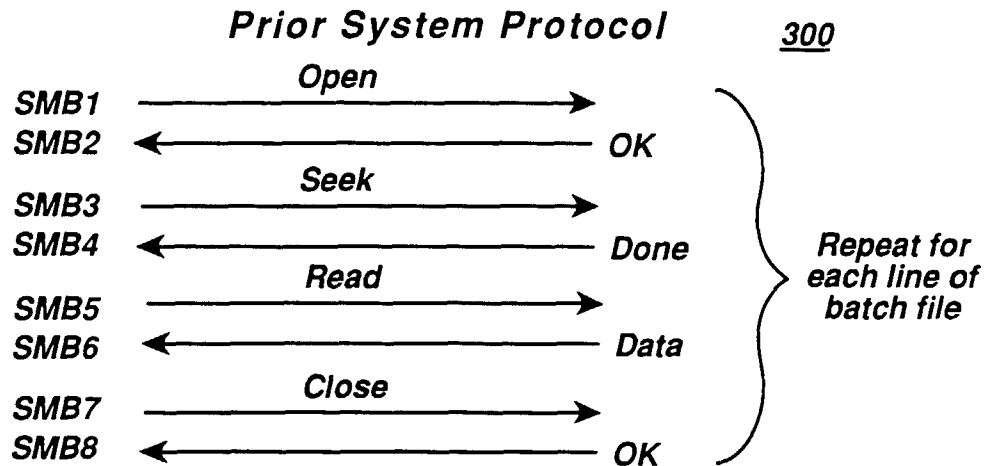 Prior System Protocol 300
Open
SMB1
SMB2 OK
Seek
SMB3
SMB4 Done
Read
SMB5
SMB6 Data
Close
SMB7
SMB8 OK
Repeat for
each line of
batch file